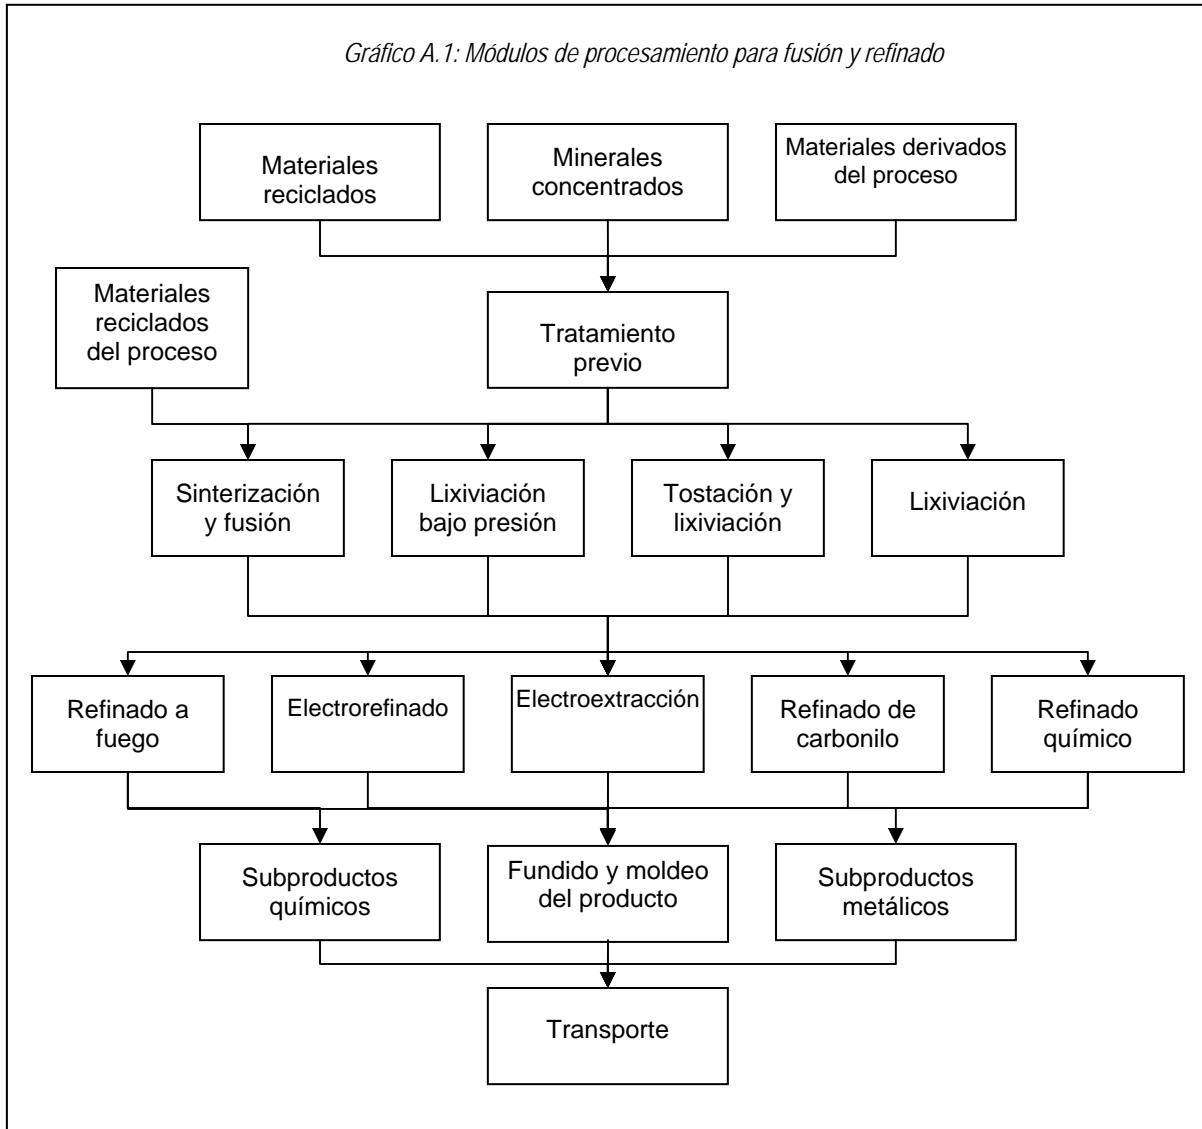 Gráfico A.1: Módulos de procesamiento para fusión y refinado
Materiales
reciclados
Minerales
concentrados
Materiales derivados
del proceso
Materiales
reciclados
del proceso
Tratamiento
previo
Sinterización
y fusión
Lixiviación
bajo presión
Tostación y
lixiviación
Lixiviación
Refinado a
fuego
Electrorefinado
Electroextracción
Refinado de
carbonilo
Refinado
químico
Subproductos
químicos
Fundido y moldeo
del producto
Subproductos
metálicos
Transporte